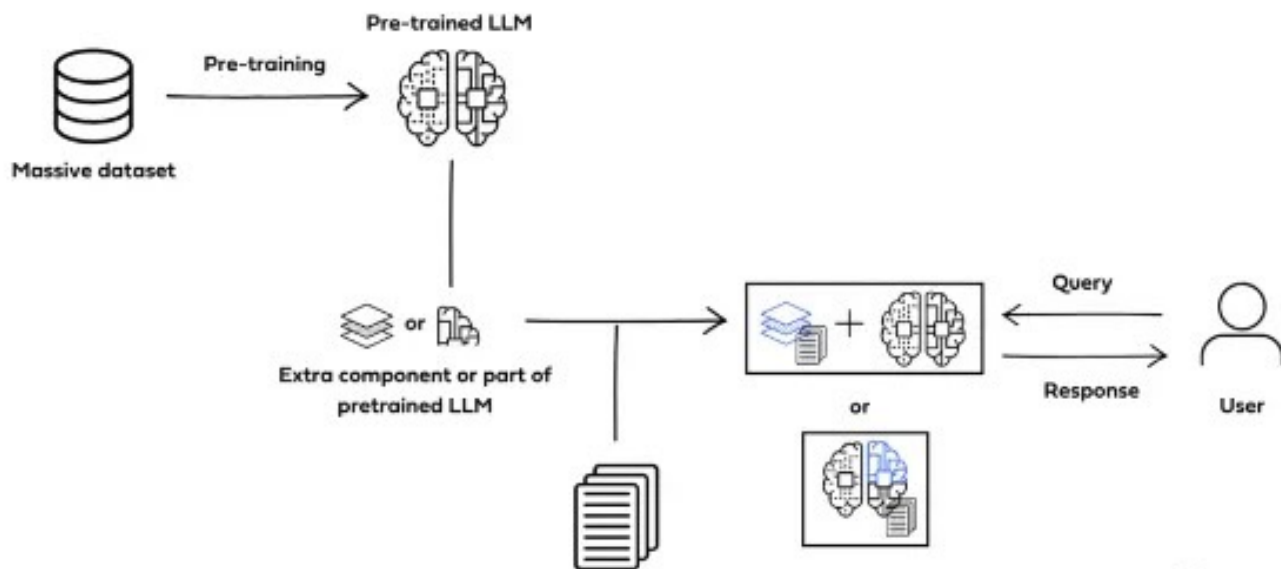 Pre-trained LLM
Pre-training
Massive dataset
or
Extra component or part of
pretrained LLM
Query
Response
User
or